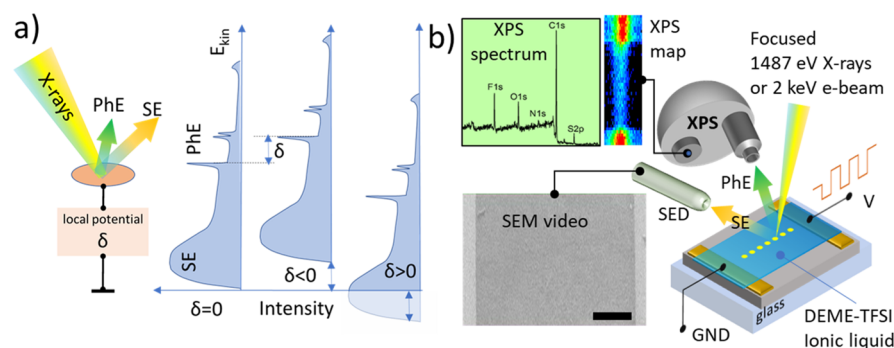 a)
X-rays
PhE
SE
local potential
δ
E kin
PhE
SE
δ
δ<0
δ>0
δ=0
Intensity
b)
XPS
spectrum
C1s
F1s
O1s
N1s
S2p
XPS
map
Focused
1487 eV X-rays
or 2 keV e-beam
XPS
PhE
SED
SE
V
SEM video
glass
GND
DEME-TFSI
Ionic liquid